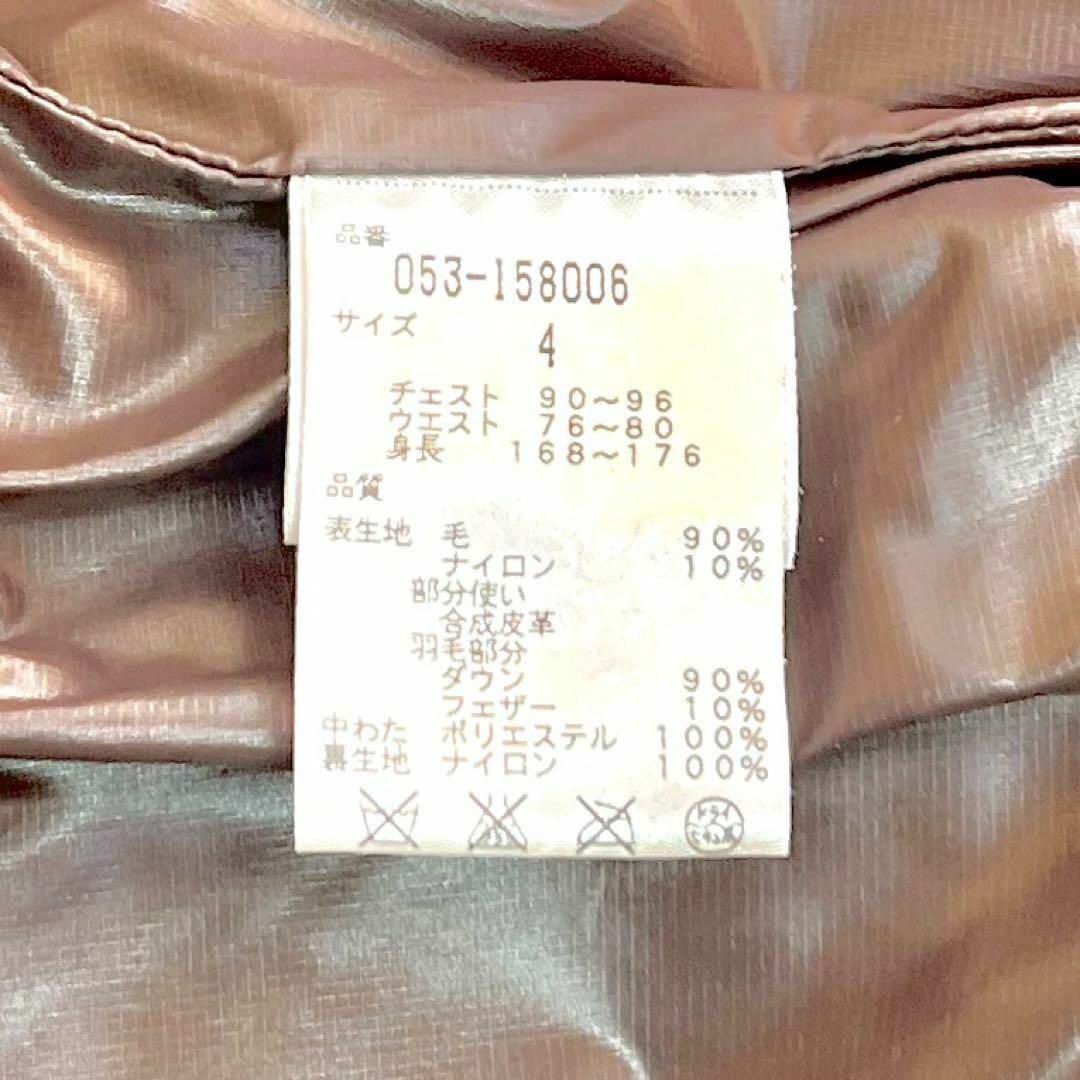 品番
053-158006
サイズ
4
チェスト 90~96
ウエスト 76~80
身長 168~176
品質
表生地 毛 90%
ナイロン 10%
部分使い
合成皮革
羽毛部分
ダウン 90%
フェザー 10%
中わた ポリエステル 100%
裏生地 ナイロン 100%
ドライ